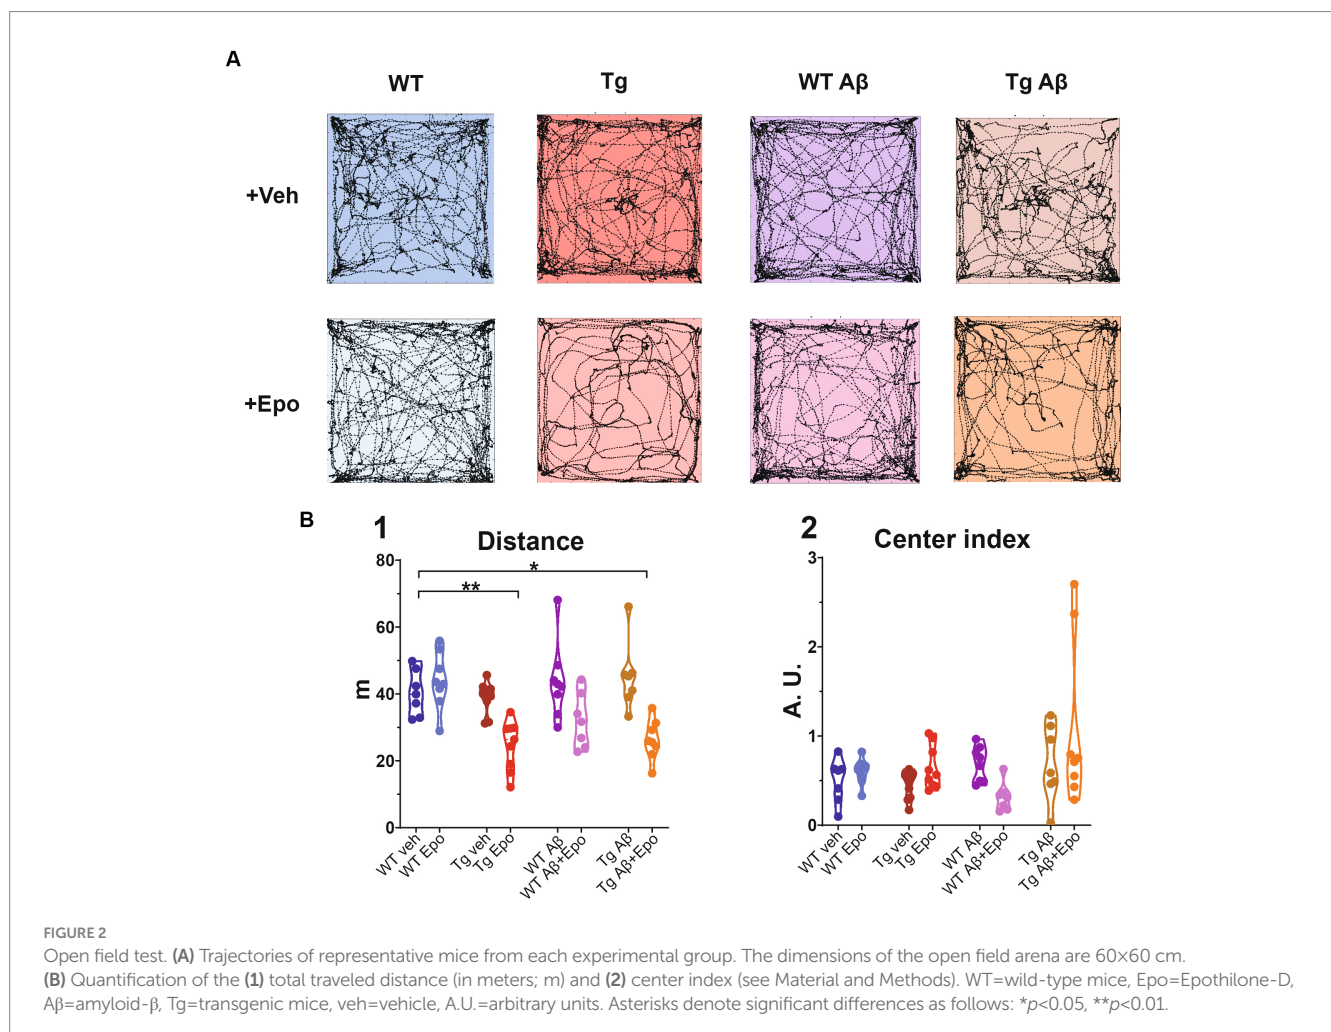 A
WT Tg WT Aβ Tg Aβ
+Veh
+Epo
B 1 Distance
** *
m
80
60
40
20
0
WT veh
WT Epo
Tg veh
Tg Epo
WT Aβ
WT Aβ+Epo
Tg Aβ
Tg Aβ+Epo
2 Center index
A. U.
3
2
1
0
WT veh
WT Epo
Tg veh
Tg Epo
WT Aβ
WT Aβ+Epo
Tg Aβ
Tg Aβ+Epo
FIGURE 2
Open field test. (A) Trajectories of representative mice from each experimental group. The dimensions of the open field arena are 60×60 cm.
(B) Quantification of the (1) total traveled distance (in meters; m) and (2) center index (see Material and Methods). WT=wild-type mice, Epo=Epothilone-D,
Aβ=amyloid-β, Tg=transgenic mice, veh=vehicle, A.U.=arbitrary units. Asterisks denote significant differences as follows: *p<0.05, **p<0.01.